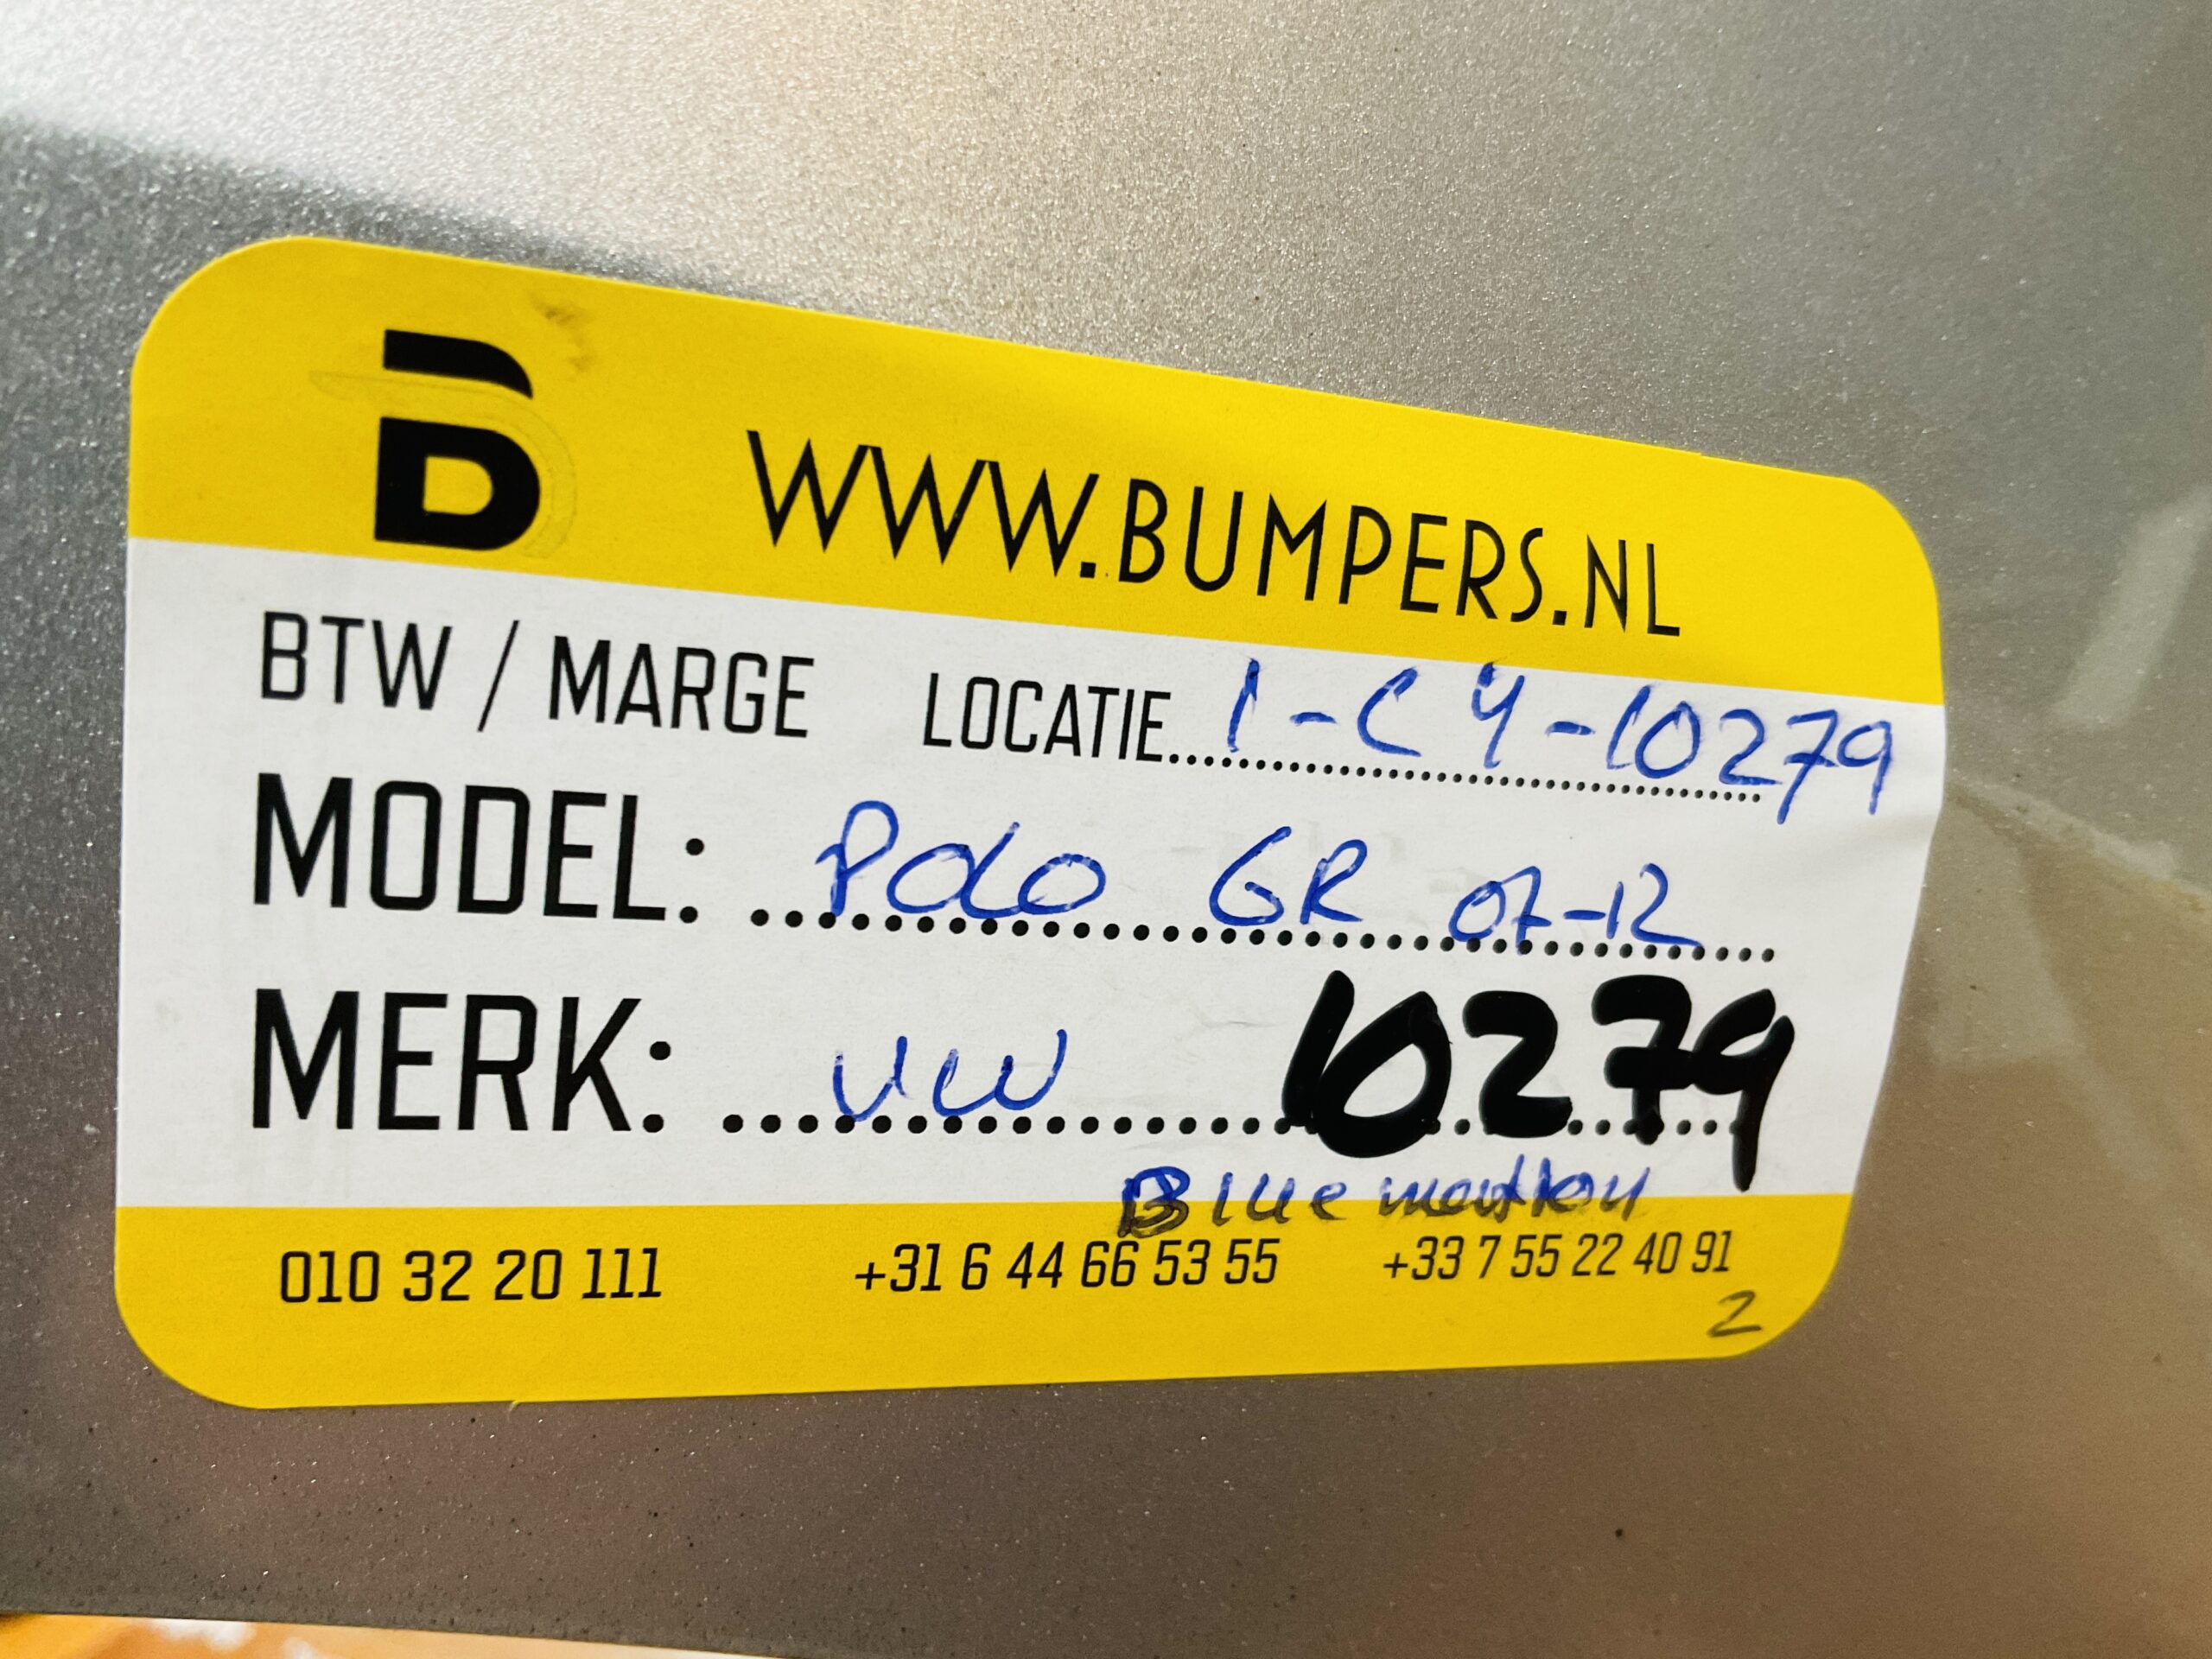 B WWW.BUMPERS.NL
BTW / MARGE LOCATIE 1-C4-10279
MODEL: Polo GR 07-12
MERK: VW 10279
Blue motion
010 32 20 111 +31 6 44 66 53 55 +33 7 55 22 40 91
2